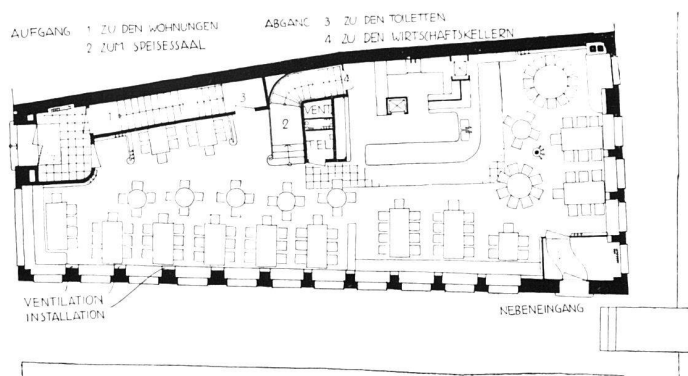 AUFGANG 1 ZU DEN WOHNUNGEN
2 ZUM SPEISESSAAL
ABGANG 3 ZU DEN TOILETTEN
4 ZU DEN WIRTSCHAFTSKELLERN
1
3
4
2
VENT
TEL
VENTILATION
INSTALLATION
NEBENEINGANG